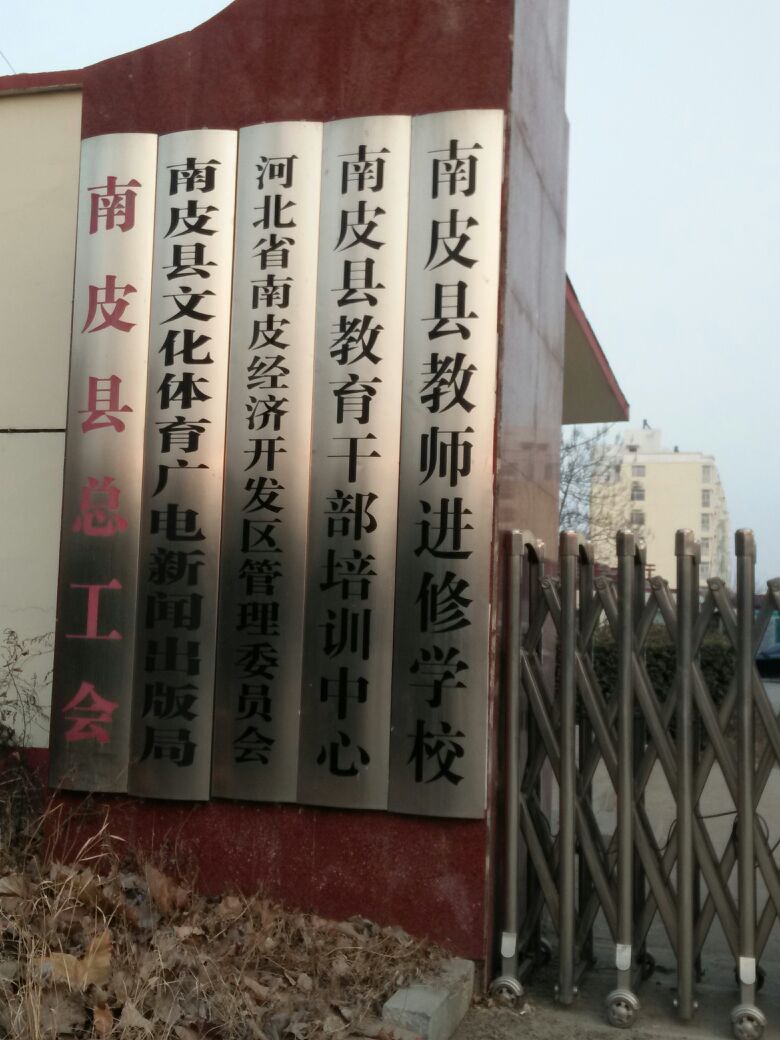 南皮县总工会
南皮县文化体育广电新闻出版局
河北省南皮经济开发区管理委员会
南皮县教育干部培训中心
南皮县教师进修学校